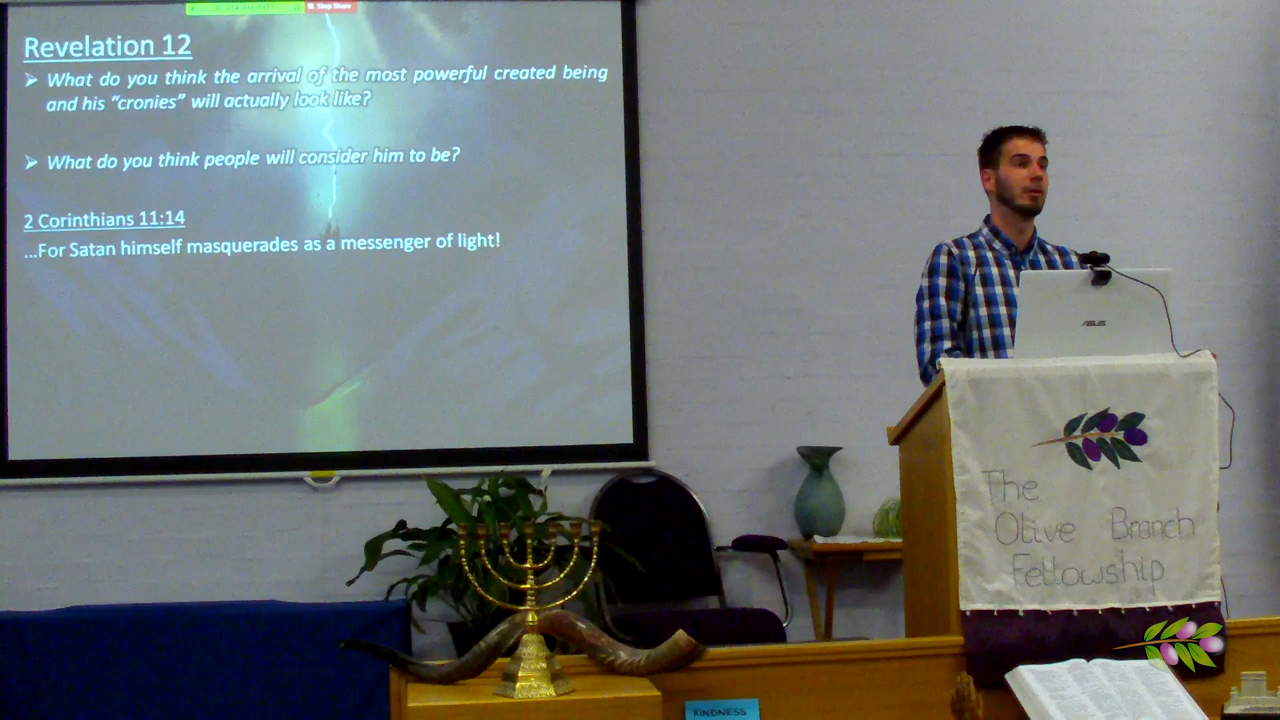 Stop Share
Revelation 12
➢ What do you think the arrival of the most powerful created being
and his “cronies” will actually look like?
➢ What do you think people will consider him to be?
2 Corinthians 11:14
...For Satan himself masquerades as a messenger of light!
ASUS
The
Olive Branch
Fellowship
KINDNESS